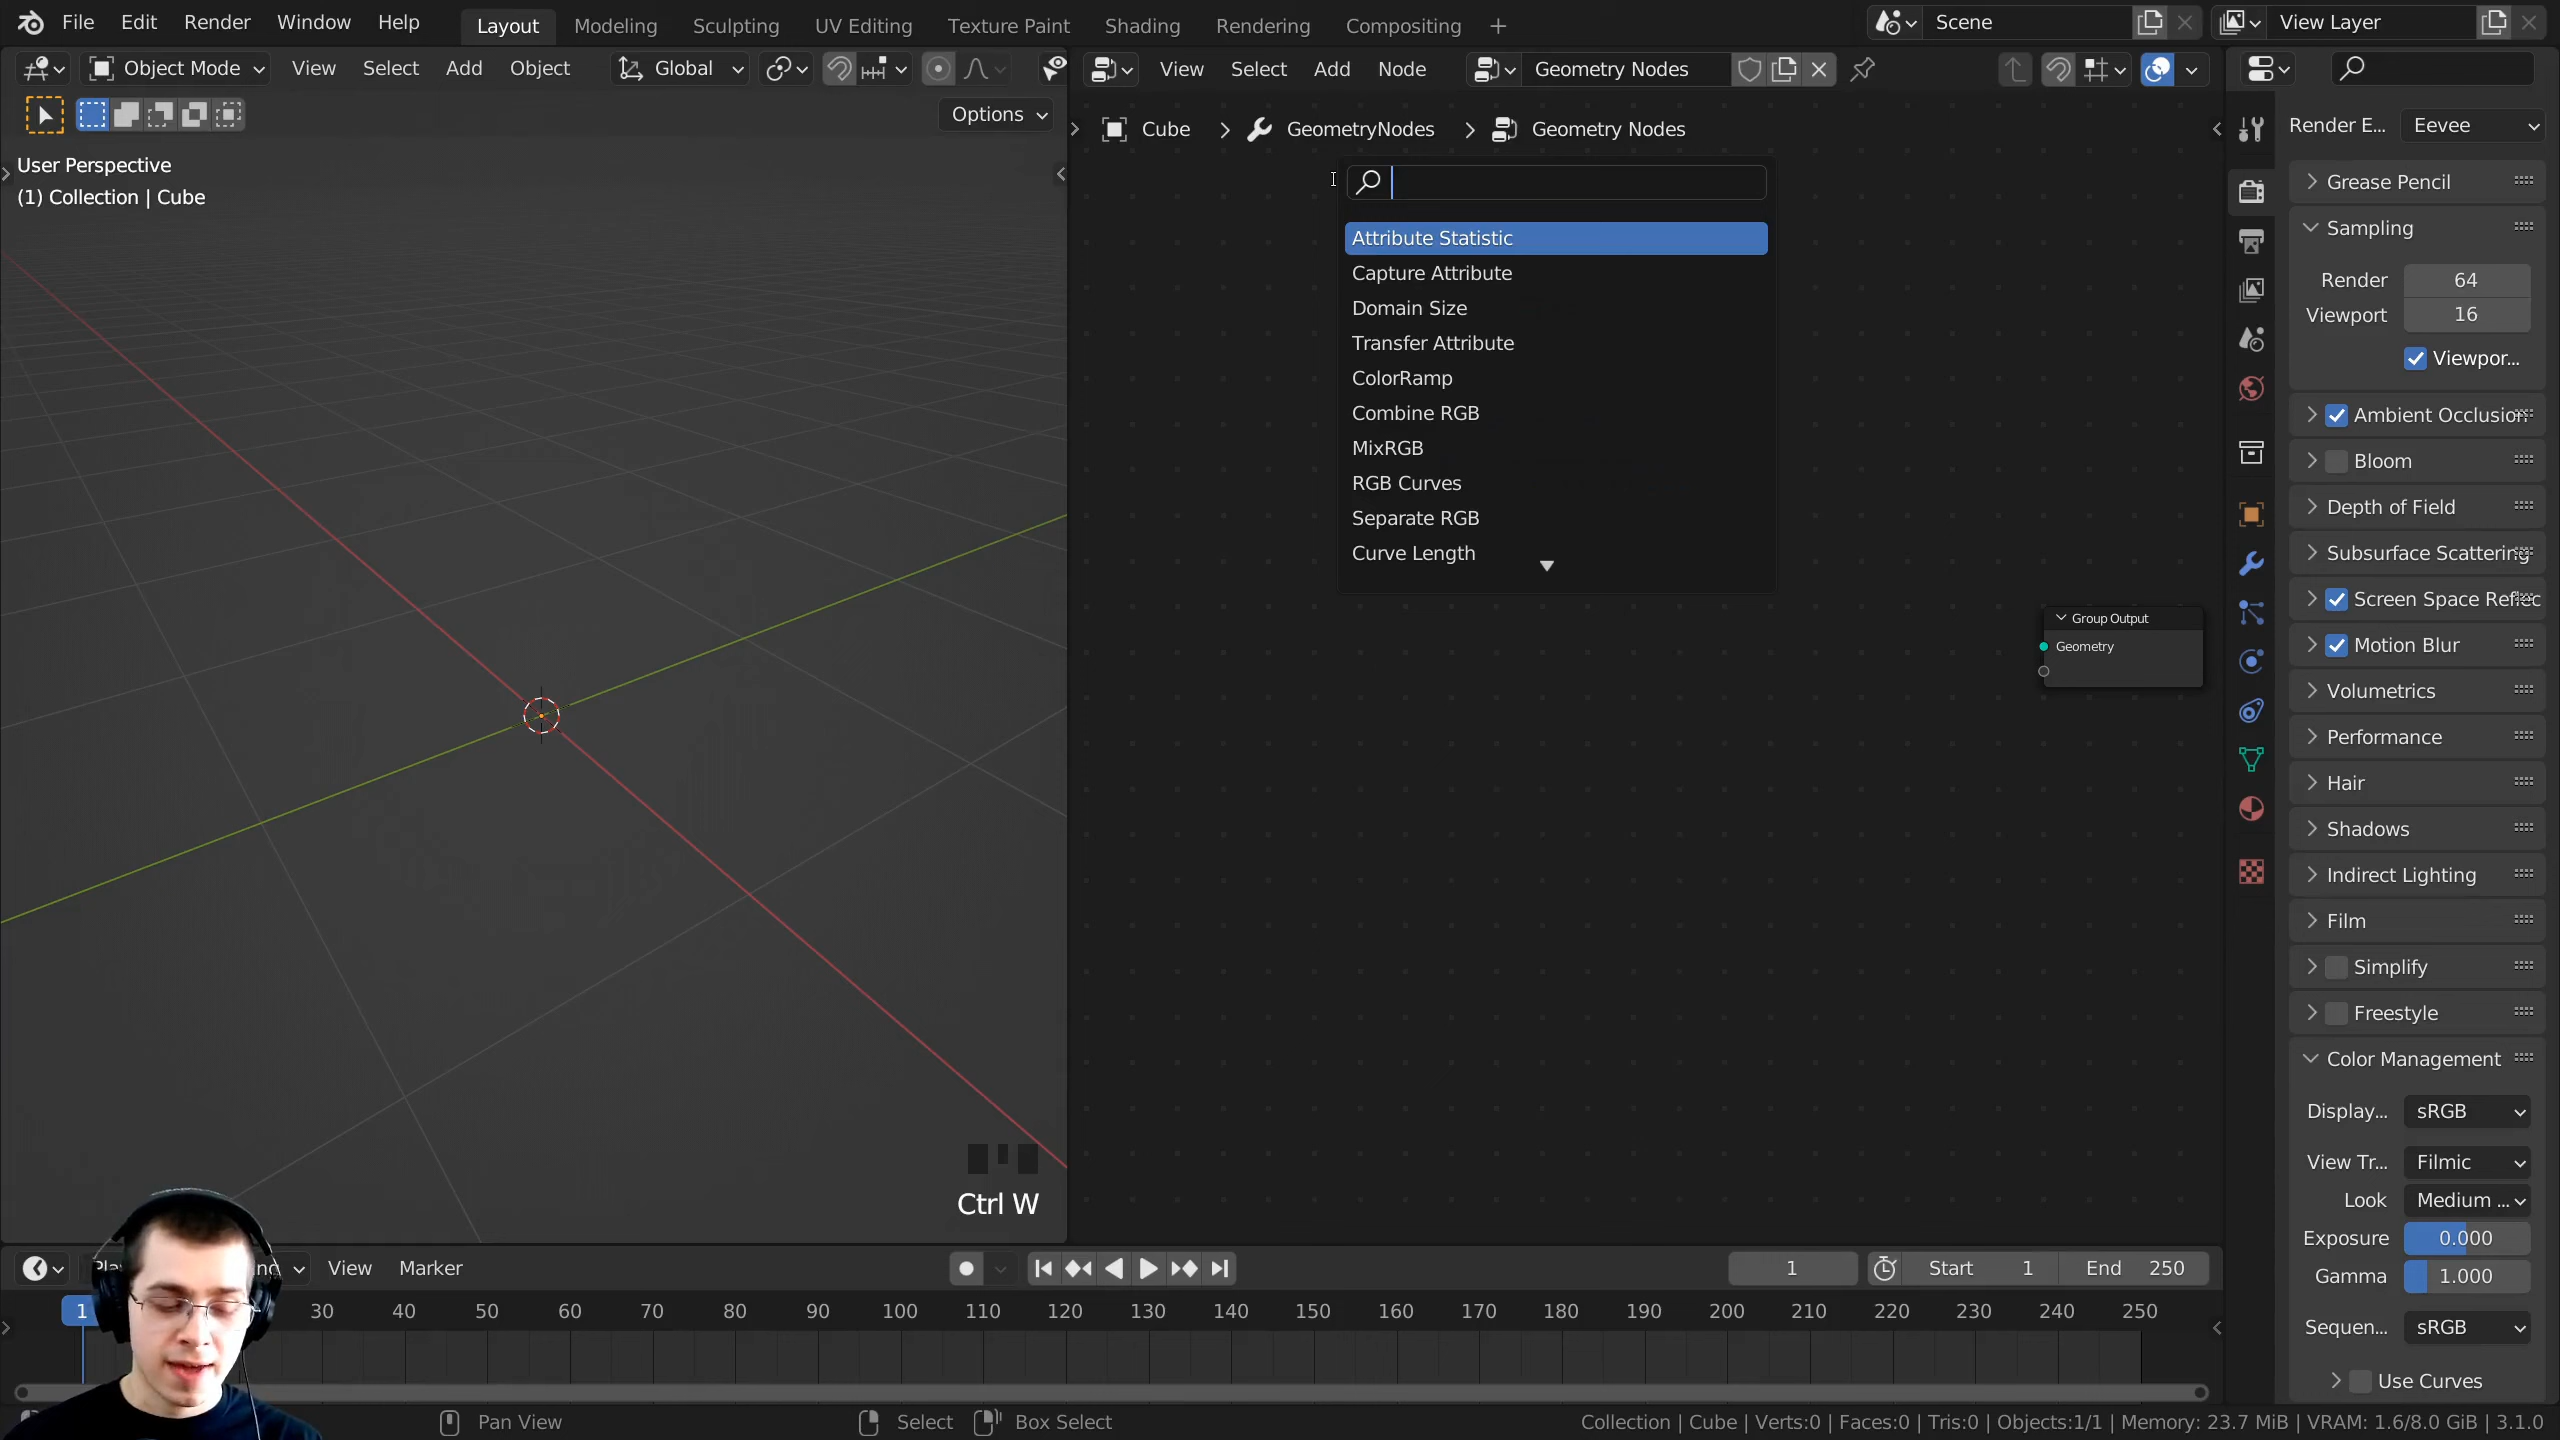 File Edit Render Window Help Layout Modeling Sculpting UV Editing Texture Paint Shading Rendering Compositing + Scene View Layer
Object Mode View Select Add Object Global
View Select Add Node Geometry Nodes
Options
Cube > GeometryNodes > Geometry Nodes
User Perspective
(1) Collection | Cube
Attribute Statistic
Capture Attribute
Domain Size
Transfer Attribute
ColorRamp
Combine RGB
MixRGB
RGB Curves
Separate RGB
Curve Length
Group Output
Geometry
Ctrl W
Render E... Eevee
Grease Pencil
Sampling
Render 64
Viewport 16
Viewpor...
Ambient Occlusion
Bloom
Depth of Field
Subsurface Scattering
Screen Space Reflec
Motion Blur
Volumetrics
Performance
Hair
Shadows
Indirect Lighting
Film
Simplify
Freestyle
Color Management
Display... sRGB
View Tr... Filmic
Look Medium ...
Exposure 0.000
Gamma 1.000
Sequen... sRGB
Use Curves
View Marker 1 Start 1 End 250
1 30 40 50 60 70 80 90 100 110 120 130 140 150 160 170 180 190 200 210 220 230 240 250
Pan View Select Box Select Collection | Cube | Verts:0 | Faces:0 | Tris:0 | Objects:1/1 | Memory: 23.7 MiB | VRAM: 1.6/8.0 GiB | 3.1.0